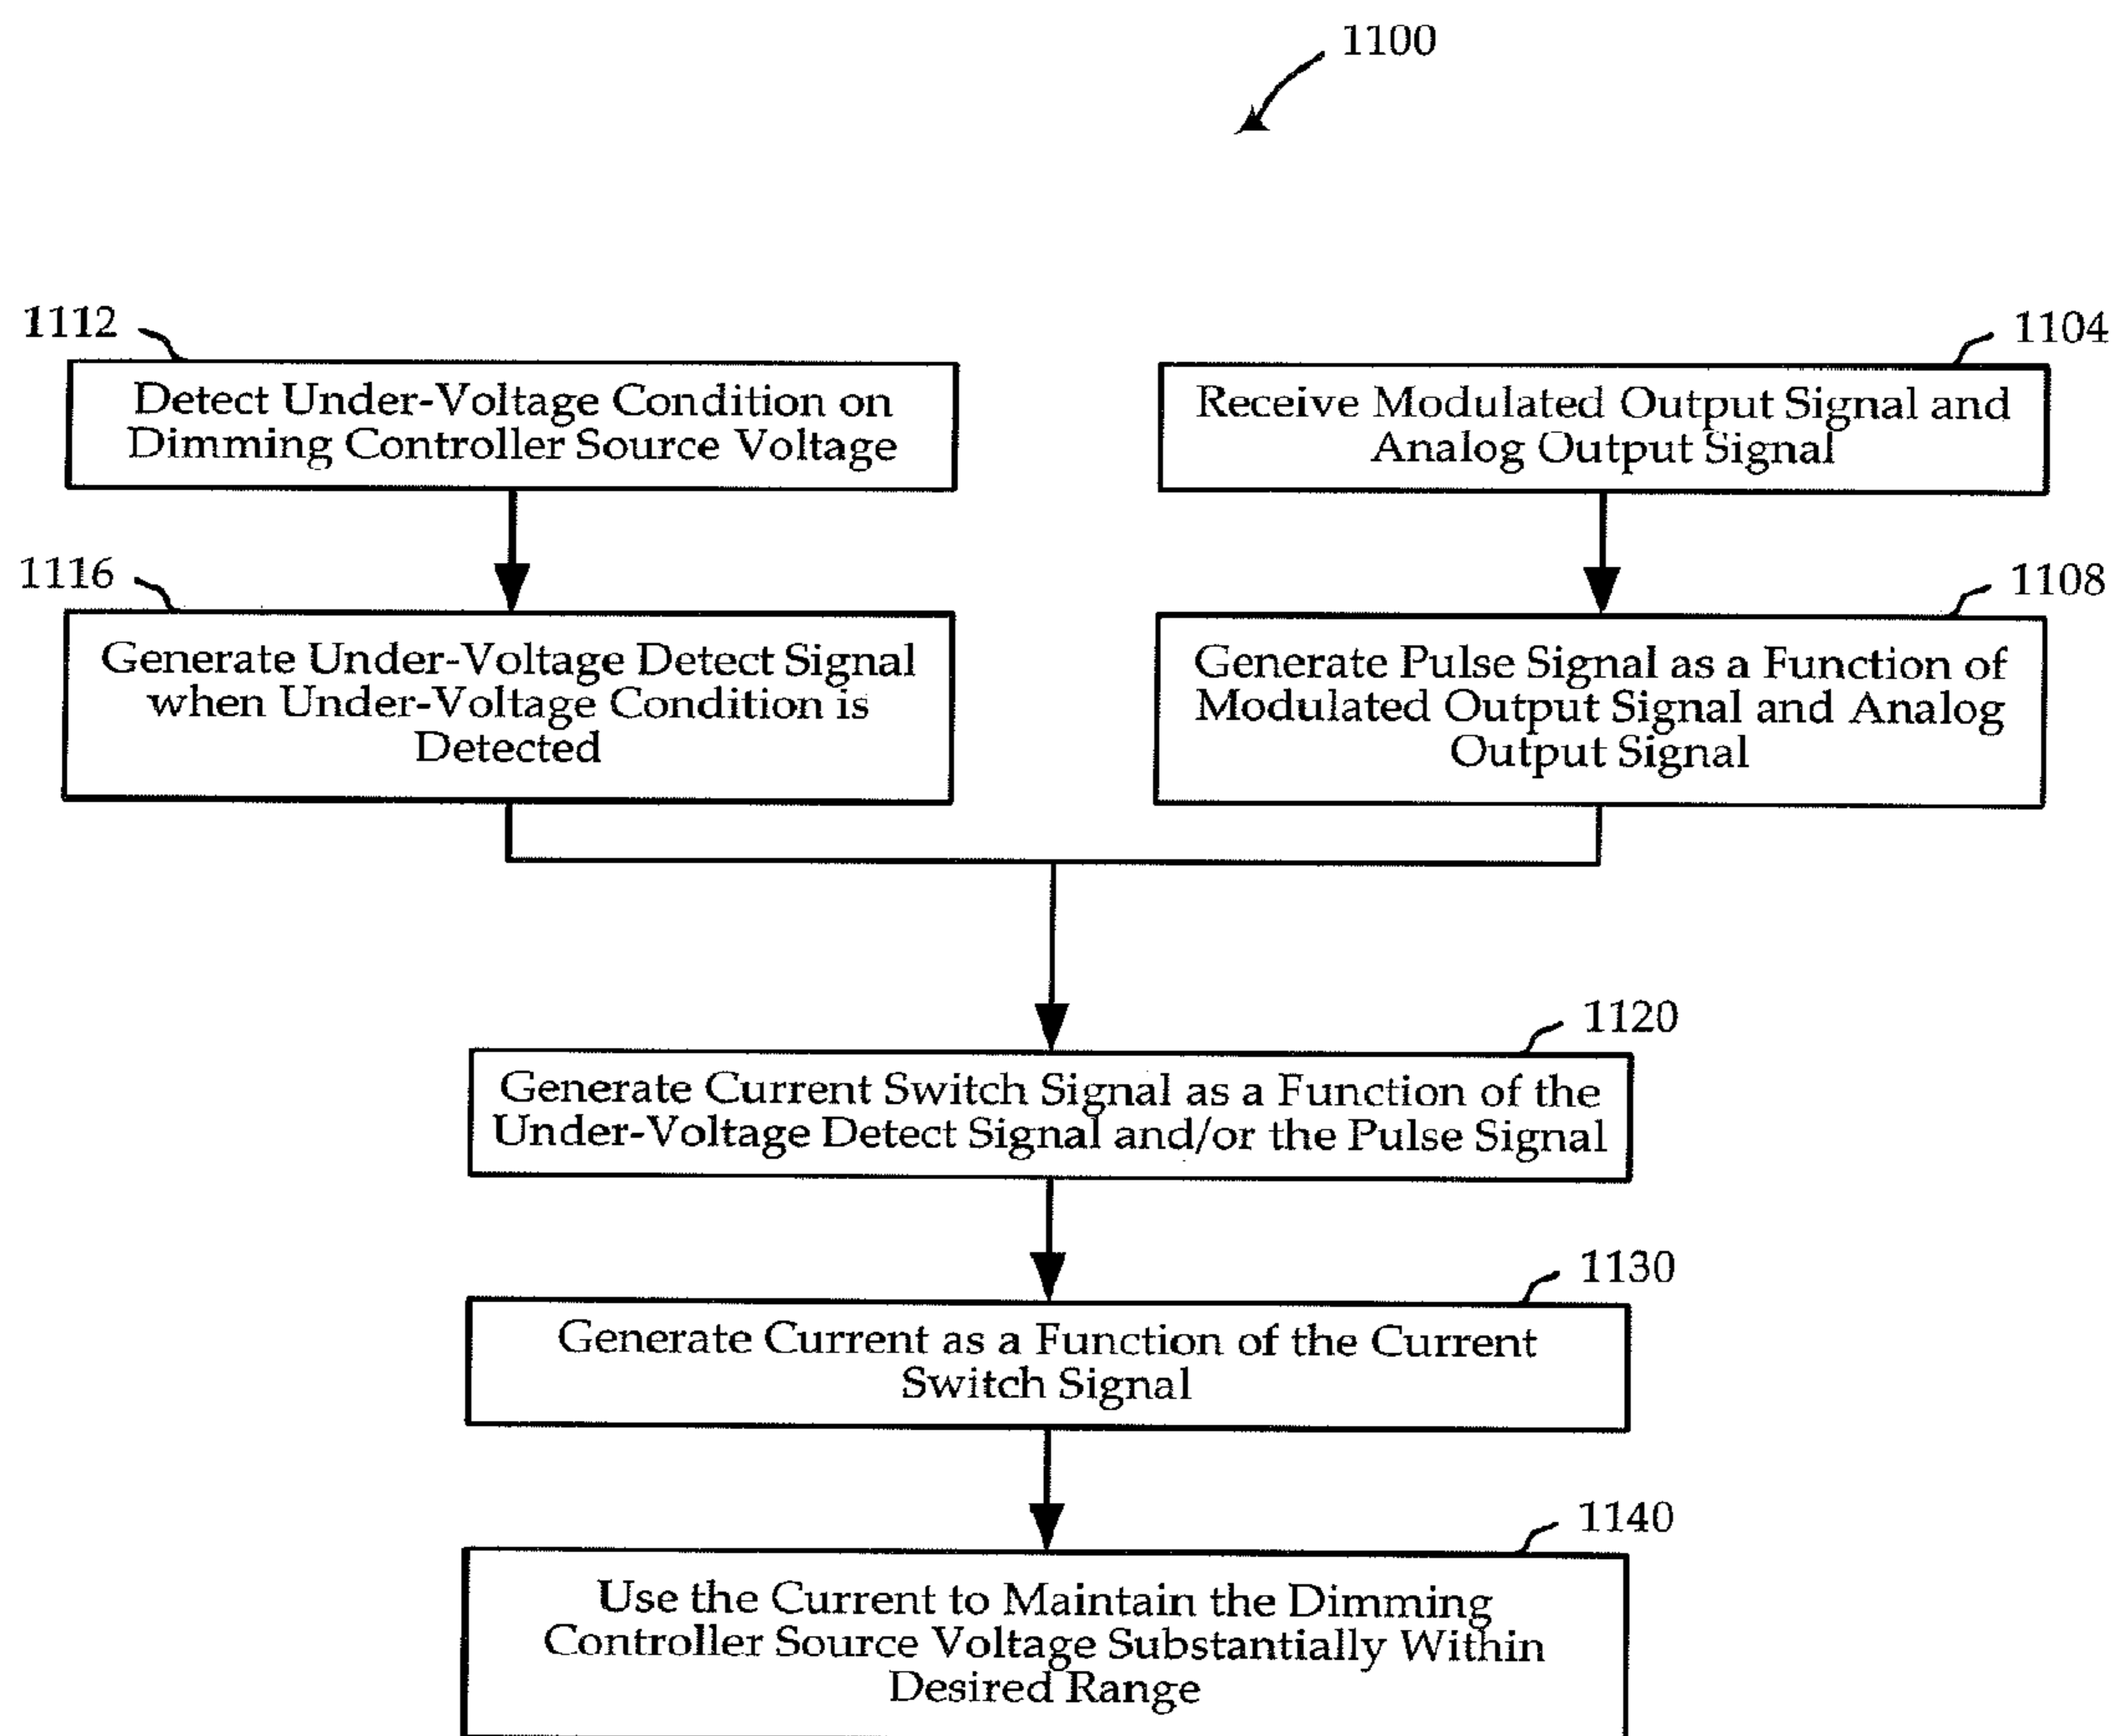 1100
1112
Detect Under-Voltage Condition on
Dimming Controller Source Voltage
1104
Receive Modulated Output Signal and
Analog Output Signal
1116
Generate Under-Voltage Detect Signal
when Under-Voltage Condition is
Detected
1108
Generate Pulse Signal as a Function of
Modulated Output Signal and Analog
Output Signal
1120
Generate Current Switch Signal as a Function of the
Under-Voltage Detect Signal and/or the Pulse Signal
1130
Generate Current as a Function of the Current
Switch Signal
1140
Use the Current to Maintain the Dimming
Controller Source Voltage Substantially Within
Desired Range